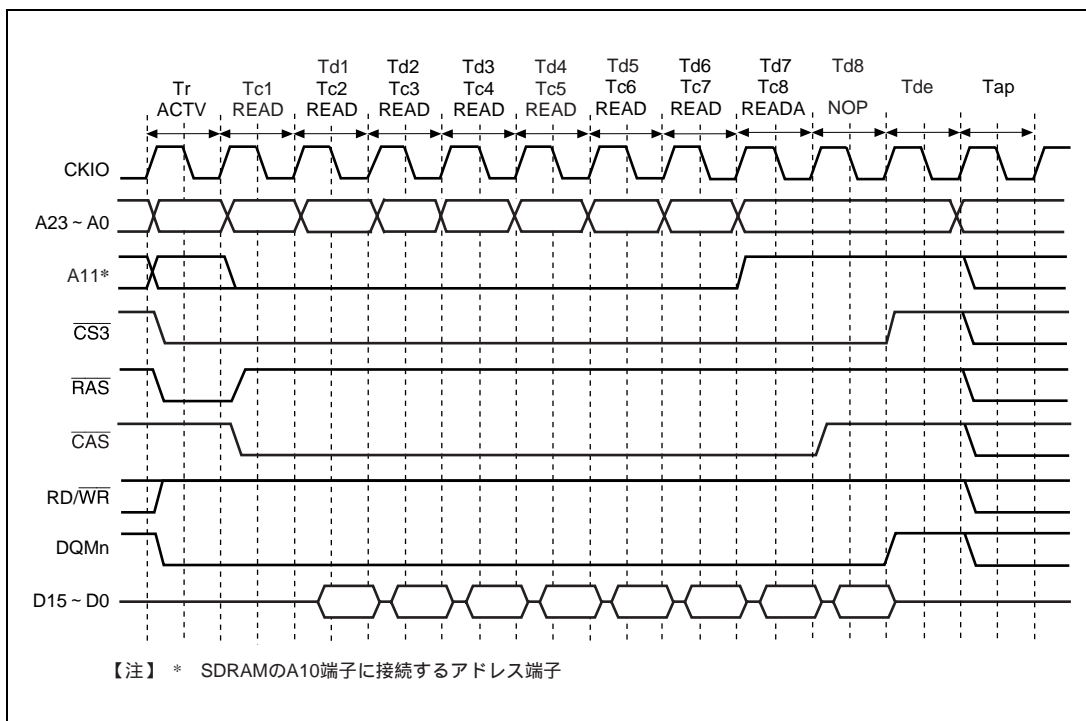 Td1 Td2 Td3 Td4 Td5 Td6 Td7 Td8
Tr Tc1 Tc2 Tc3 Tc4 Tc5 Tc6 Tc7 Tc8 Tde Tap
ACTV READ READ READ READ READ READ READ READA NOP
CKIO
A23 ~ A0
A11*
CS3
RAS
CAS
RD/WR
DQMn
D15 ~ D0
【注】 * SDRAMのA10端子に接続するアドレス端子